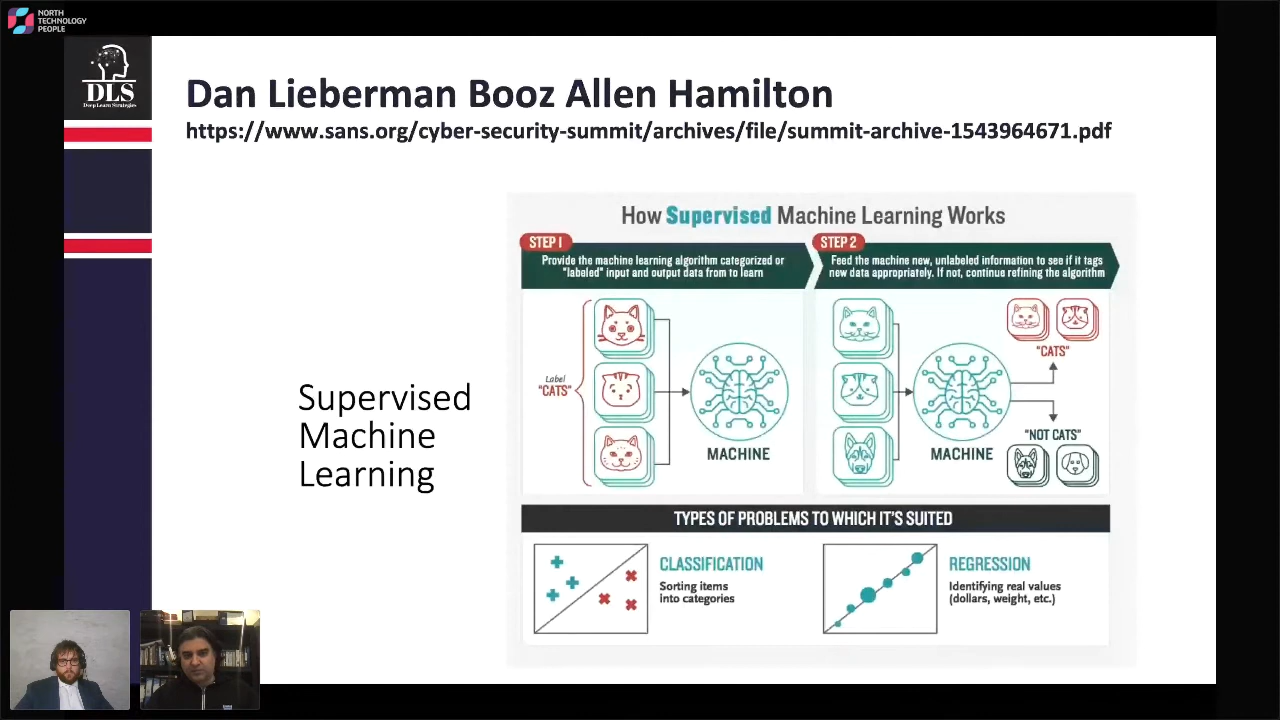 NORTH
TECHNOLOGY
PEOPLE
DLS
Deep Learn Strategies
Dan Lieberman Booz Allen Hamilton
https://www.sans.org/cyber-security-summit/archives/file/summit-archive-1543964671.pdf
Supervised
Machine
Learning
How Supervised Machine Learning Works
STEP 1
Provide the machine learning algorithm categorized or
"labeled" input and output data from to learn
STEP 2
Feed the machine new, unlabeled information to see if it tags
new data appropriately. If not, continue refining the algorithm
Label
"CATS"
MACHINE
MACHINE
"CATS"
"NOT CATS"
TYPES OF PROBLEMS TO WHICH IT'S SUITED
CLASSIFICATION
Sorting items
into categories
REGRESSION
Identifying real values
(dollars, weight, etc.)